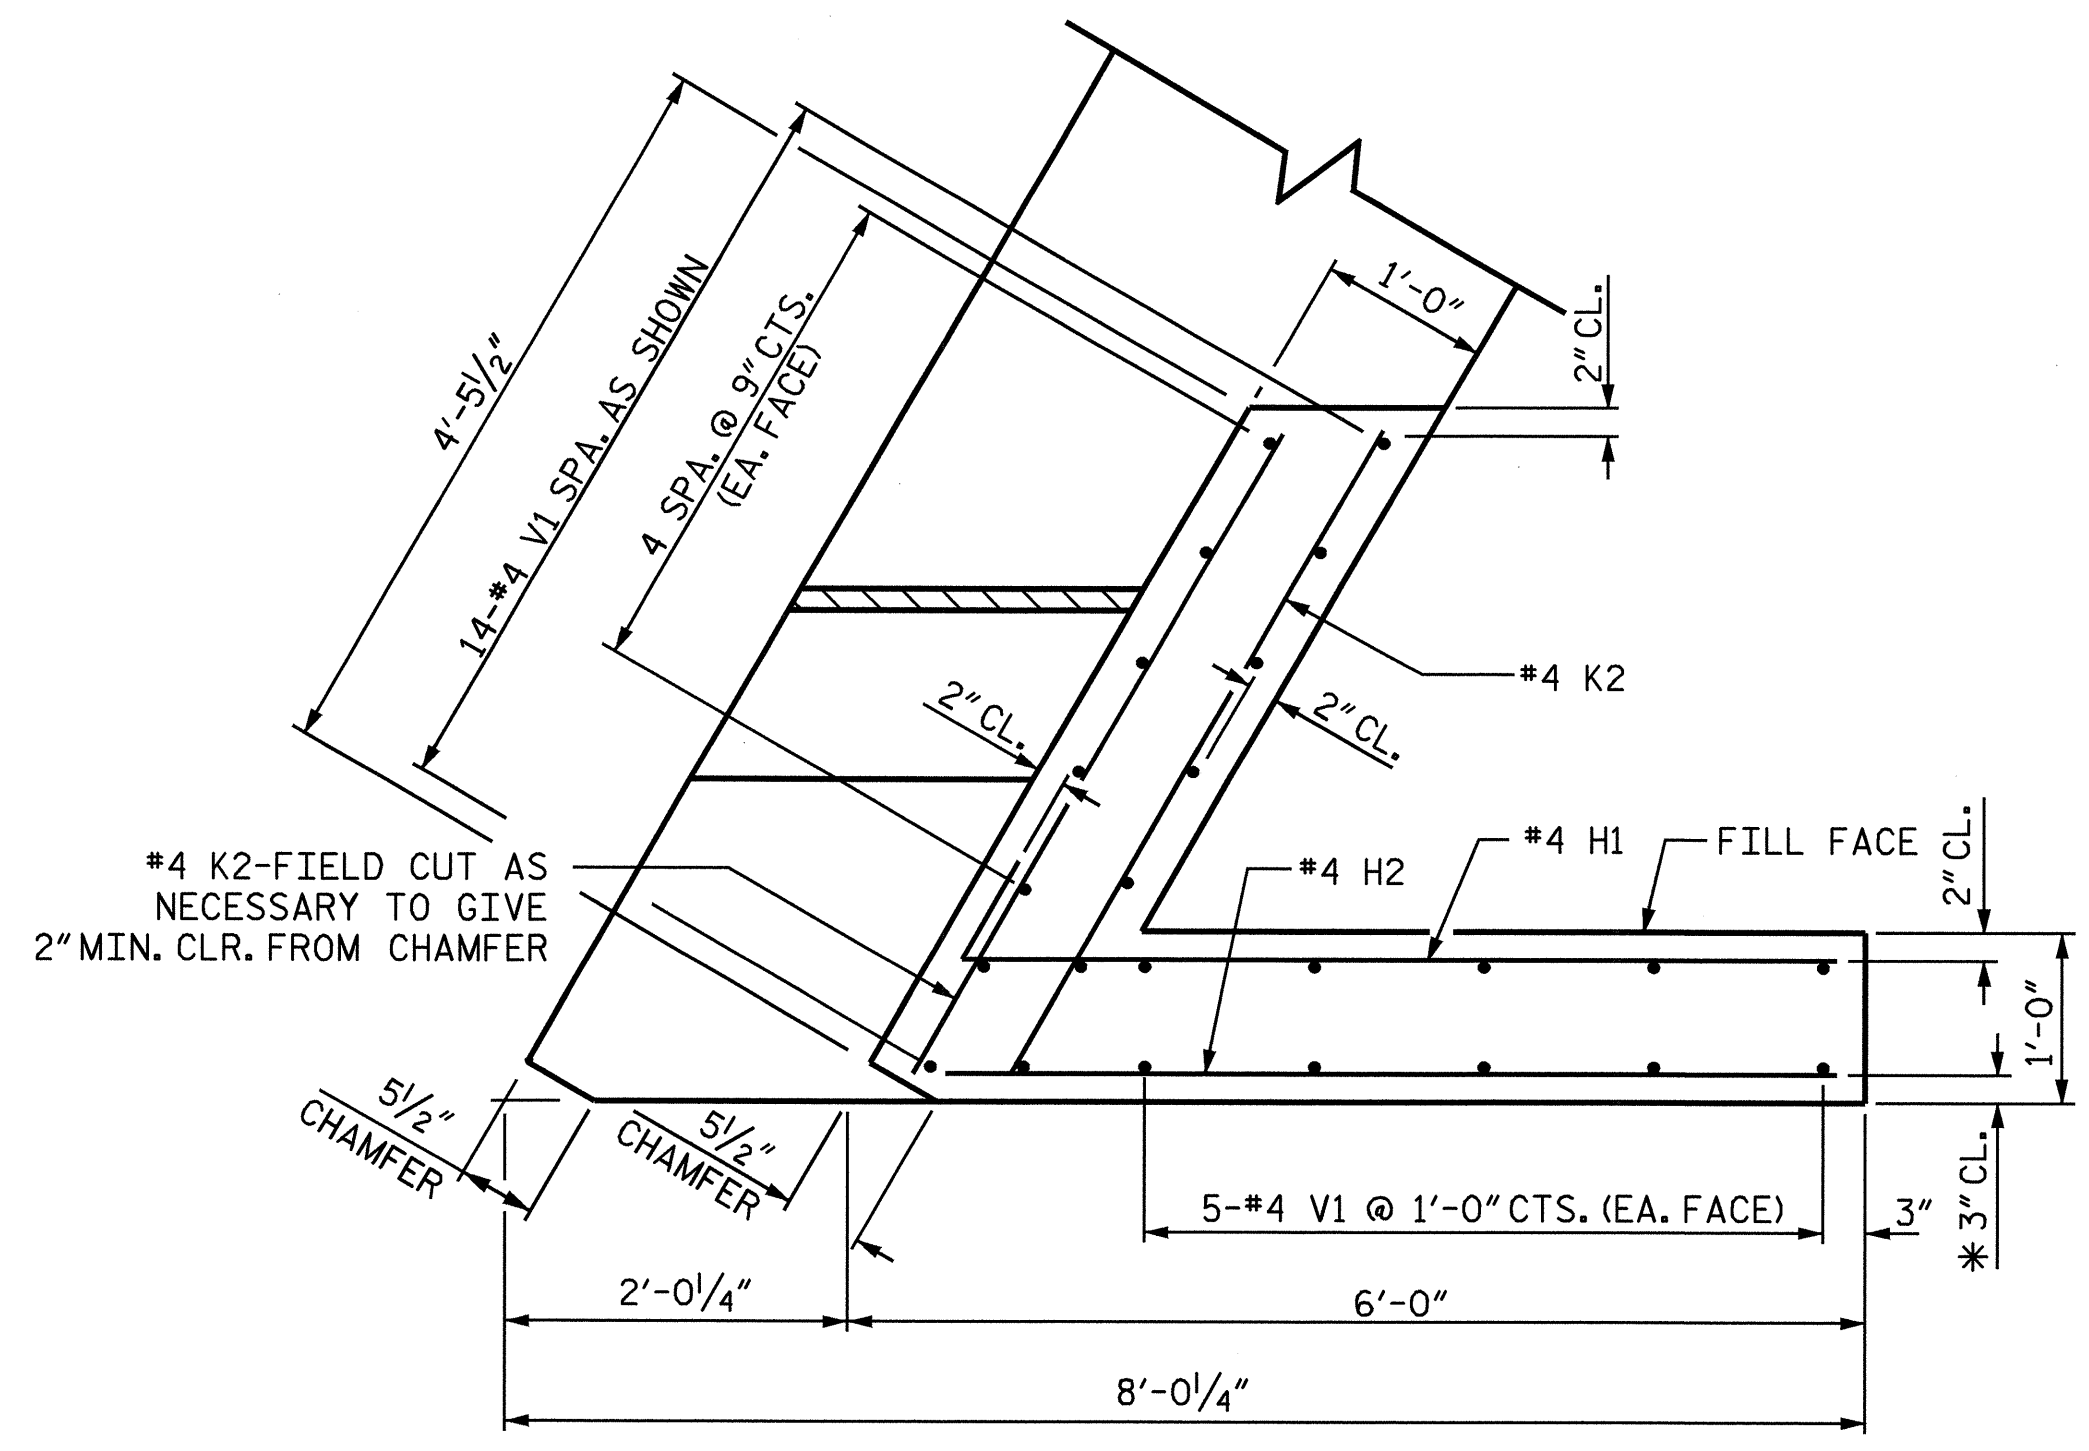 4'-5 1/2"
14-#4 V1 SPA. AS SHOWN
4 SPA. @ 9" CTS.
(EA. FACE)
1'-0"
2" CL.
#4 K2
2" CL.
2" CL.
#4 K2-FIELD CUT AS
NECESSARY TO GIVE
2" MIN. CLR. FROM CHAMFER
#4 H2
#4 H1
FILL FACE
2" CL.
1'-0"
5 1/2"
CHAMFER
5 1/2"
CHAMFER
5-#4 V1 @ 1'-0" CTS. (EA. FACE)
3"
* 3" CL.
2'-0 1/4"
6'-0"
8'-0 1/4"